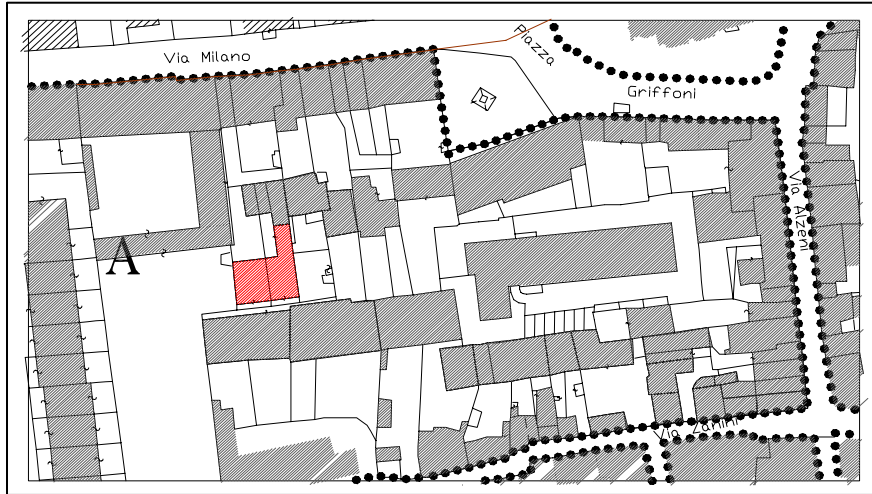 Via Milano
Piazza
Griffoni
Via Alzeni
A
Via Zanini